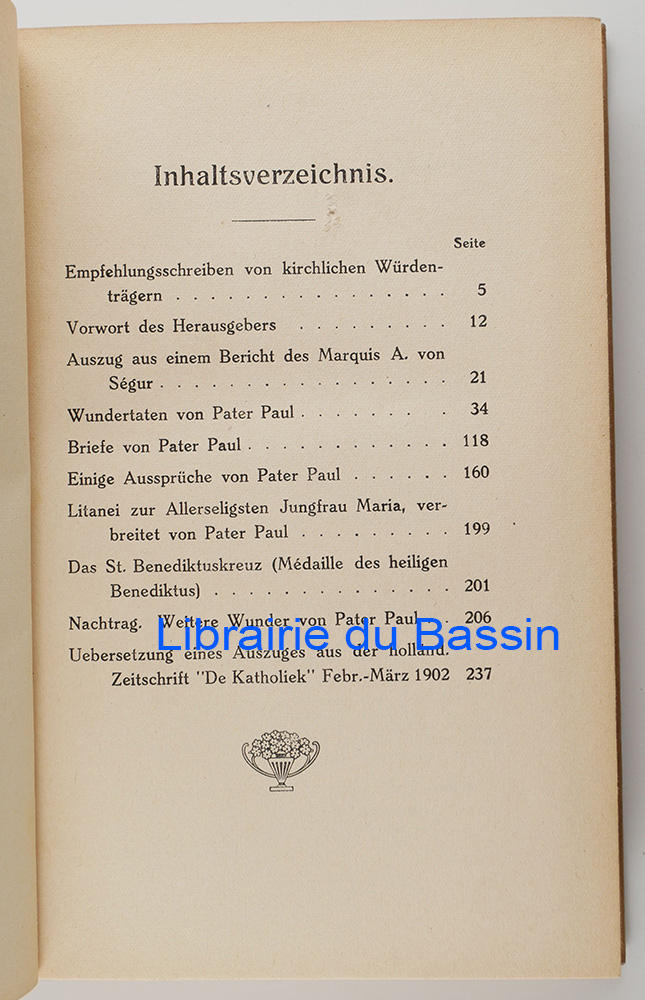 Inhaltsverzeichnis.
Seite
Empfehlungsschreiben von kirchlichen Würden-
trägern . . . . . . . . . . . . . . . . 5
Vorwort des Herausgebers . . . . . . . . . 12
Auszug aus einem Bericht des Marquis A. von
Ségur . . . . . . . . . . . . . . . . . 21
Wundertaten von Pater Paul . . . . . . . 34
Briefe von Pater Paul . . . . . . . . . . . . 118
Einige Aussprüche von Pater Paul . . . . . . 160
Litanei zur Allerseligsten Jungfrau Maria, ver-
breitet von Pater Paul . . . . . . . . . 199
Das St. Benediktuskreuz (Médaille des heiligen
Benediktus) . . . . . . . . . . . . . . 201
Nachtrag. Weitere Wunder von Pater Paul . . 206
Librairie du Bassin
Uebersetzung eines Auszuges aus der holländ.
Zeitschrift "De Katholiek" Febr.-März 1902 237